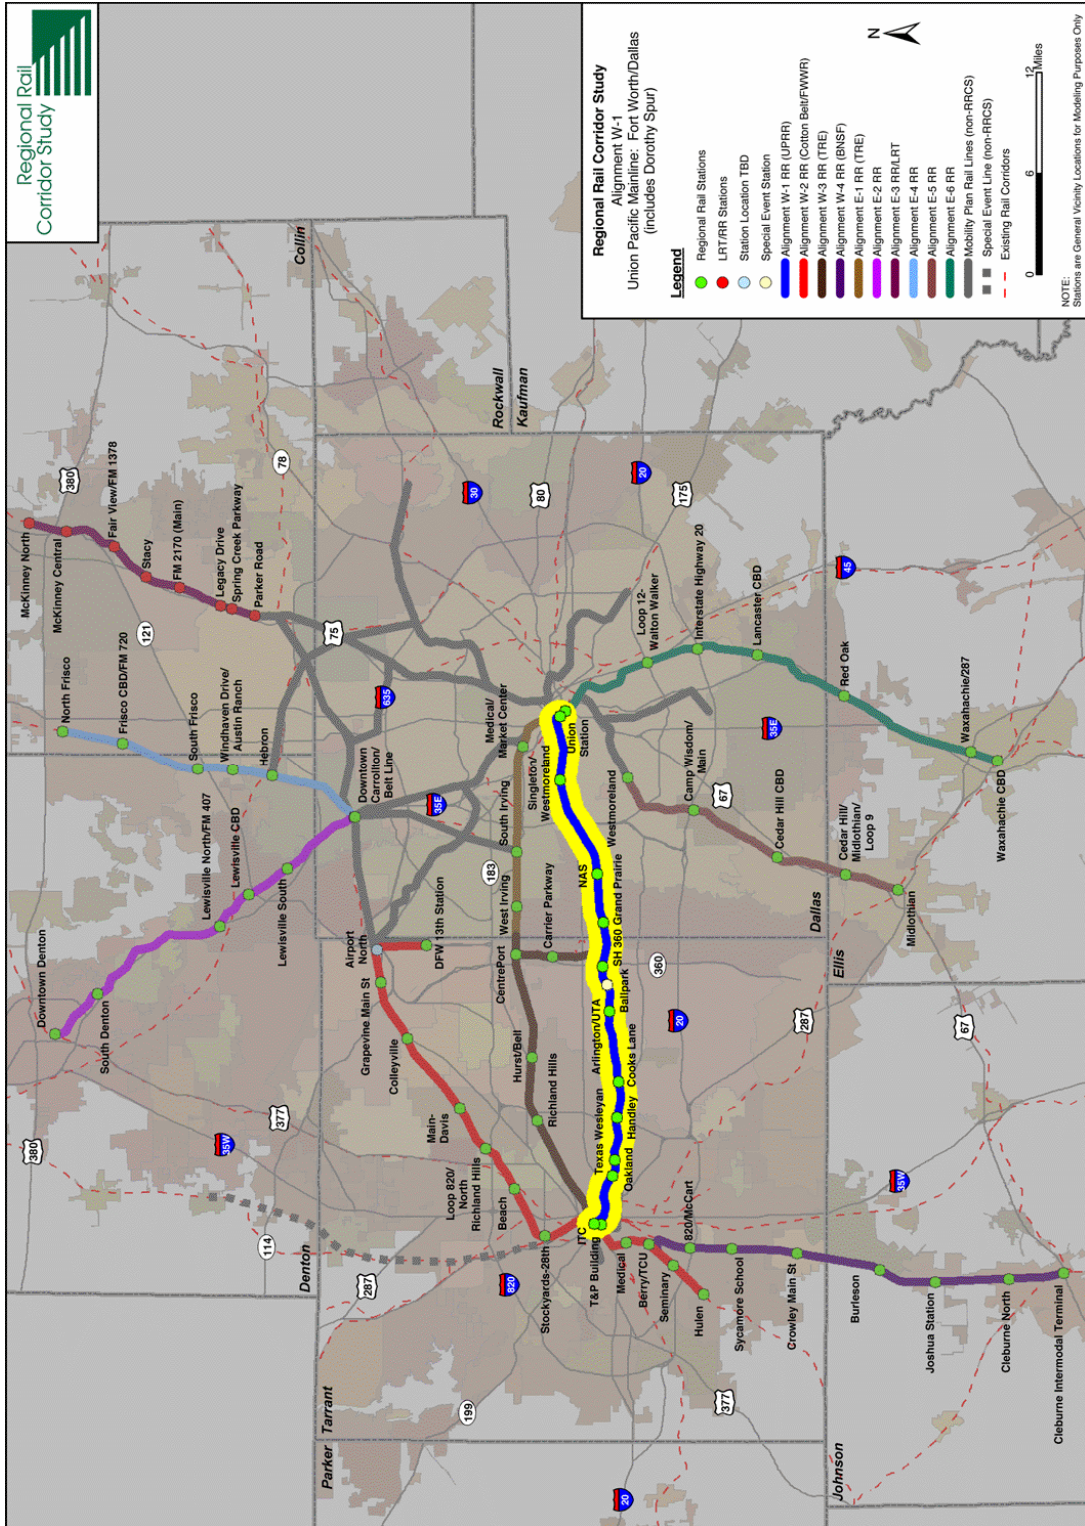 Regional Rail
Corridor Study
Regional Rail Corridor Study
Alignment W-1
Union Pacific Mainline: Fort Worth/Dallas
(includes Dorothy Spur)
Legend
Regional Rail Stations
LRT/RR Stations
Station Location TBD
Special Event Station
Alignment W-1 RR (UPRR)
Alignment W-2 RR (Cotton Belt/FWWR)
Alignment W-3 RR (TRE)
Alignment W-4 RR (BNSF)
Alignment E-1 RR (TRE)
Alignment E-2 RR
Alignment E-3 RR/LRT
Alignment E-4 RR
Alignment E-5 RR
Alignment E-6 RR
Mobility Plan Rail Lines (non-RRCS)
Special Event Line (non-RRCS)
Existing Rail Corridors
N
0
6
12
Miles
NOTE:
Stations are General Vicinity Locations for Modeling Purposes Only
Parker
Tarrant
Denton
Collin
Rockwall
Kaufman
Dallas
Ellis
Johnson
McKinney North
McKinney Central
Fair View/FM 1378
Stacy
FM 2170 (Main)
Legacy Drive
Spring Creek Parkway
Parker Road
North Frisco
Frisco CBD/FM 720
South Frisco
Windhaven Drive/
Austin Ranch
Hebron
Downtown
Carrollton/
Belt Line
Downtown Denton
South Denton
Lewisville North/FM 407
Lewisville CBD
Lewisville South
Airport
North
DFW 13th Station
Grapevine Main St
Colleyville
Main-
Davis
Loop 820/
North
Richland Hills
Beach
Stockyards-28th
ITC
T&P Building
Medical
Berry/TCU
Seminary
Hulen
820/McCart
Sycamore School
Crowley Main St
Burleson
Joshua Station
Cleburne North
Cleburne Intermodal Terminal
Richland Hills
Hurst/Bell
CentrePort
Carrier Parkway
West Irving
South Irving
Medical/
Market Center
Texas Wesleyan
Oakland
Handley
Cooks Lane
Arlington/UTA
Ballpark
SH 360
Grand Prairie
NAS
Singleton/
Westmoreland
Union
Station
Westmoreland
Camp Wisdom/
Main
Cedar Hill CBD
Cedar Hill/
Midlothian/
Loop 9
Midlothian
Loop 12-
Walton Walker
Interstate Highway 20
Lancaster CBD
Red Oak
Waxahachie/287
Waxahachie CBD
380
78
121
75
635
30
80
20
175
45
35E
67
35E
183
360
20
287
67
380
377
35W
114
287
820
199
377
35W
20